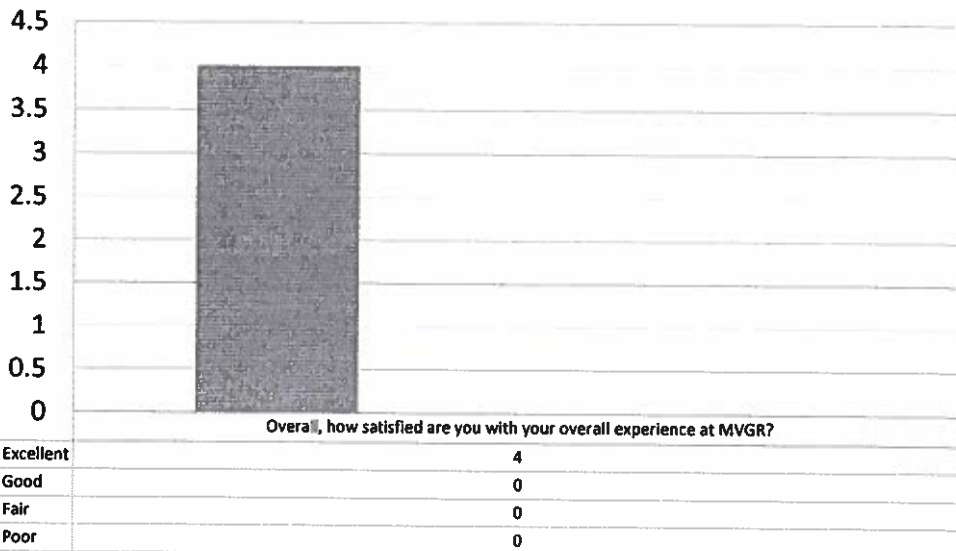 4.5
4
3.5
3
2.5
2
1.5
1
0.5
0
Overall, how satisfied are you with your overall experience at MVGR?
Excellent 4
Good 0
Fair 0
Poor 0